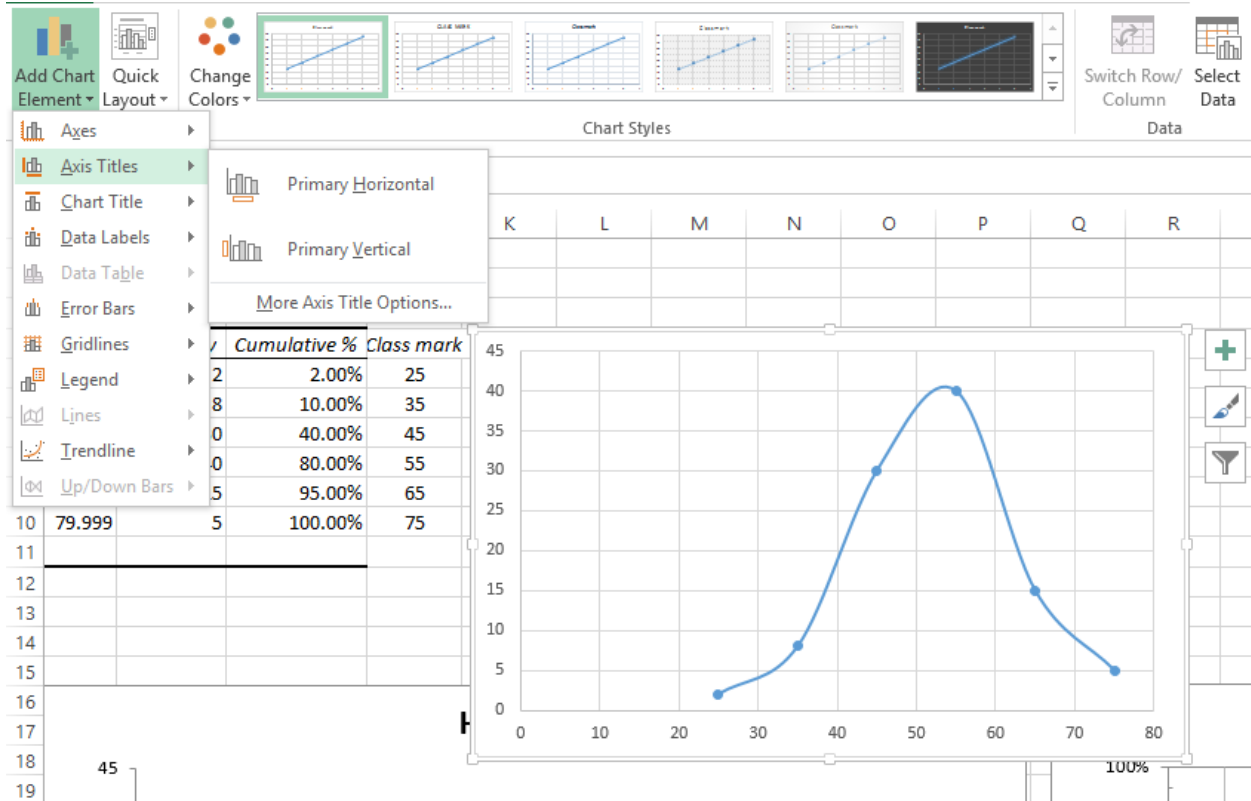 Add Chart Element
Quick Layout
Change Colors
Switch Row/ Column
Select Data
Chart Styles
Data
Axes
Axis Titles
Chart Title
Data Labels
Data Table
Error Bars
Gridlines
Legend
Lines
Trendline
Up/Down Bars
Primary Horizontal
Primary Vertical
More Axis Title Options...
K L M N O P Q R
y Cumulative % Class mark
2 2.00% 25
8 10.00% 35
0 40.00% 45
40 80.00% 55
15 95.00% 65
10 79.999 5 100.00% 75
11
12
13
14
15
16
17 H
18 45 100%
19
45
40
35
30
25
20
15
10
5
0
0 10 20 30 40 50 60 70 80